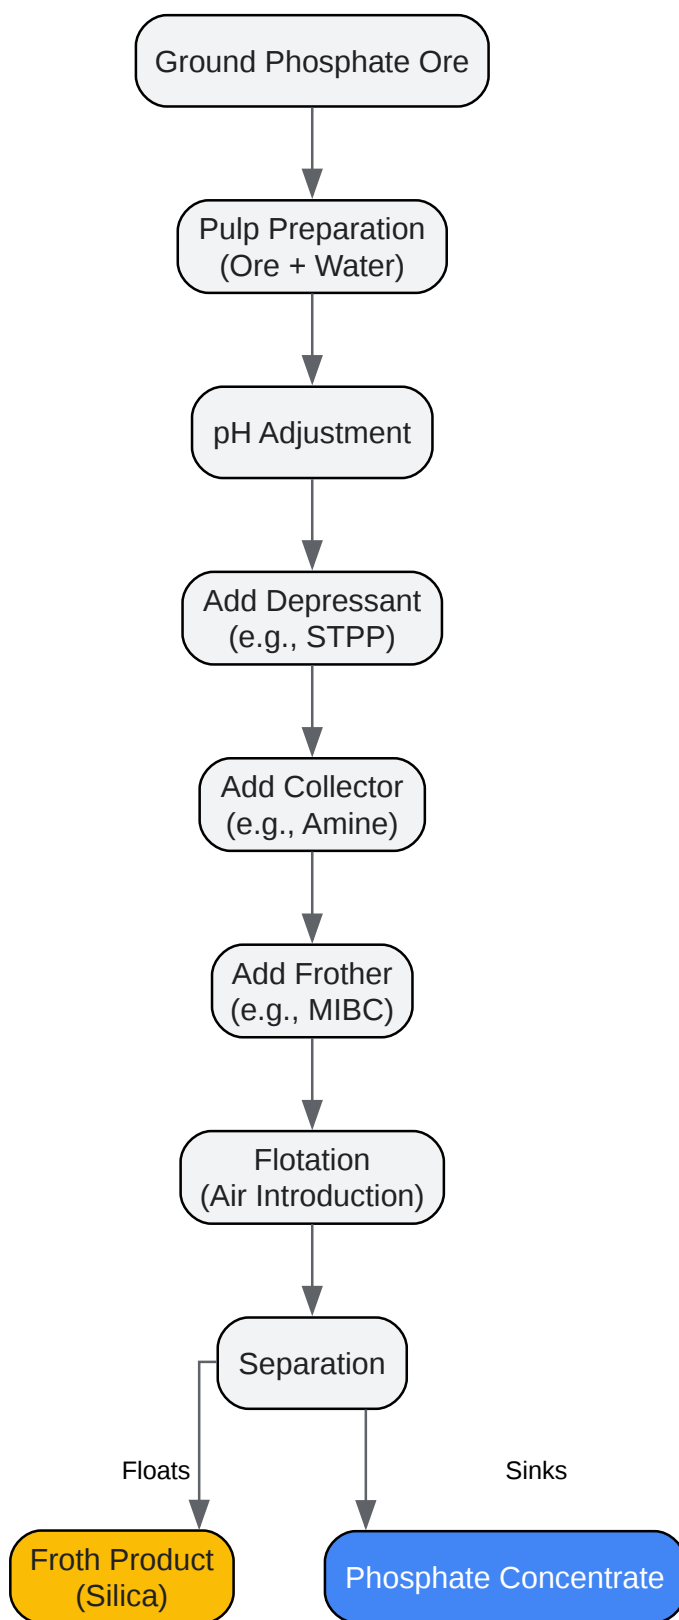 Ground Phosphate Ore
Pulp Preparation
(Ore + Water)
pH Adjustment
Add Depressant
(e.g., STPP)
Add Collector
(e.g., Amine)
Add Frother
(e.g., MIBC)
Flotation
(Air Introduction)
Separation
Floats
Sinks
Froth Product
(Silica)
Phosphate Concentrate